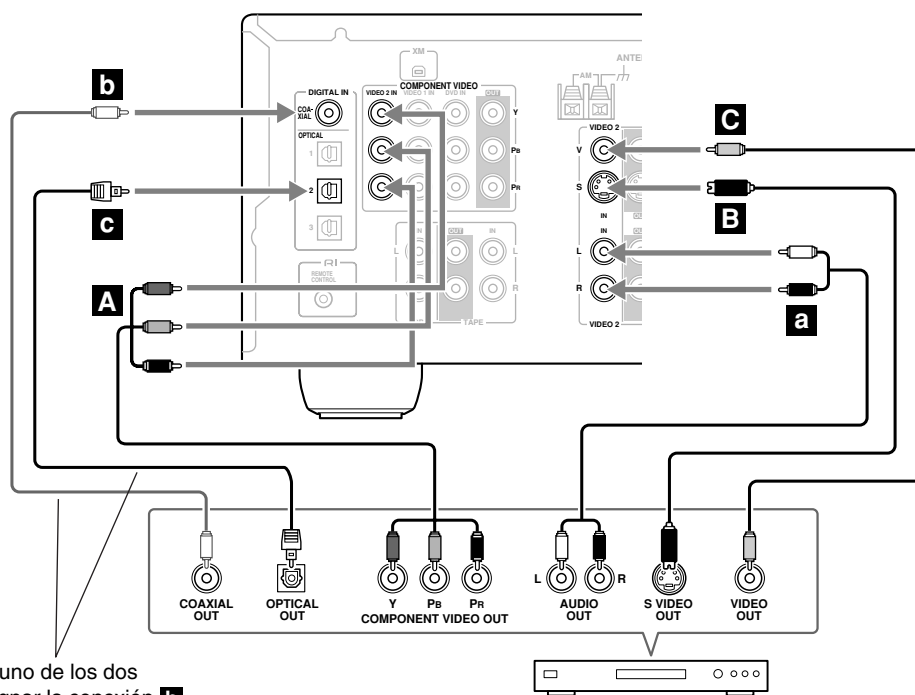 XM
ANTE
AM
b
DIGITAL IN
COA-
XIAL
OPTICAL
1
2
3
COMPONENT VIDEO
VIDEO 2 IN VIDEO 1 IN DVD IN OUT
Y
PB
PR
VIDEO 2
V
S
IN
IN
L
R
VIDEO 2
C
B
a
c
A
RI
REMOTE
CONTROL
IN OUT IN
L L
R
TAPE
COAXIAL
OUT
OPTICAL
OUT
Y PB PR
COMPONENT VIDEO OUT
L R
AUDIO
OUT
S VIDEO
OUT
VIDEO
OUT
uno de los dos